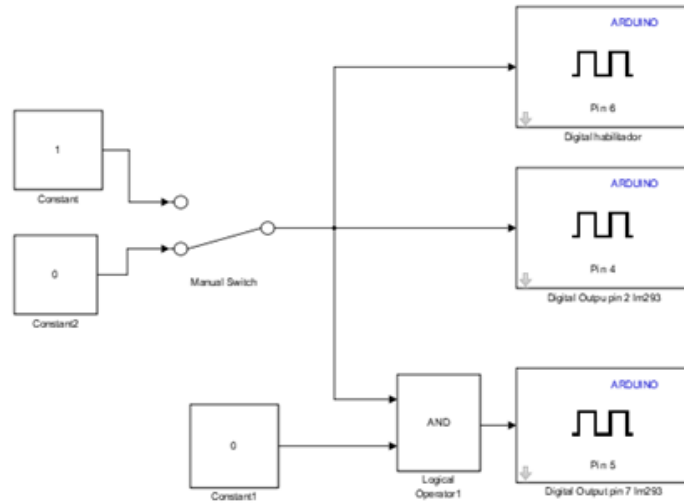 ARDUINO
Pin 6
Digital habilitador
1
Constant
ARDUINO
Pin 4
Digital Outpu pin 2 lm293
0
Constant2
Manual Switch
ARDUINO
Pin 5
Digital Output pin 7 lm293
AND
Logical
Operator1
0
Constant1